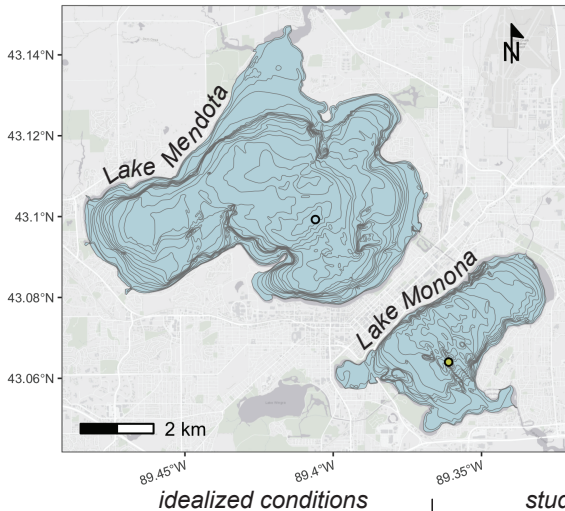 43.14°N
N
Lake Mendota
43.12°N
43.1°N
43.08°N
Lake Monona
43.06°N
2 km
89.45°W
89.4°W
89.35°W
idealized conditions
stud